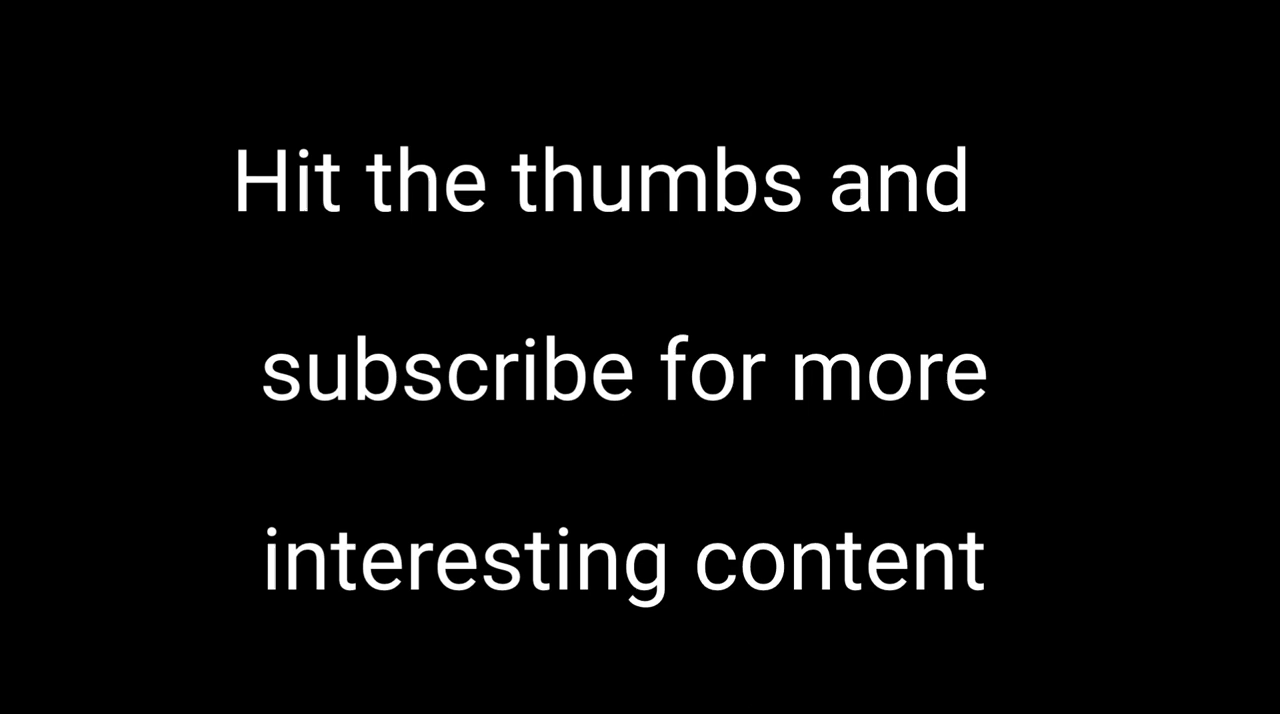 Hit the thumbs and
subscribe for more
interesting content